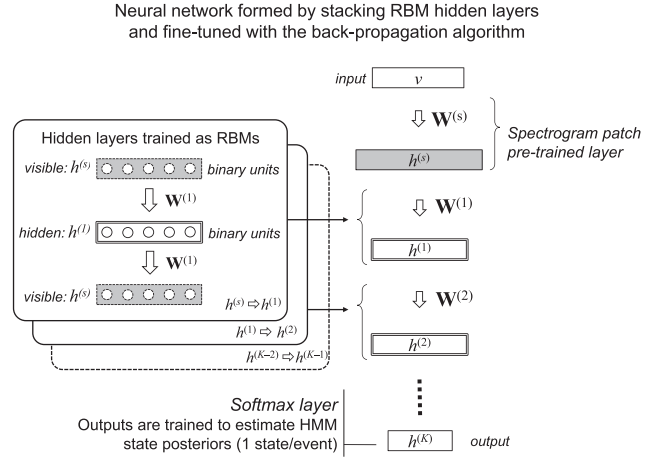 Neural network formed by stacking RBM hidden layers
and fine-tuned with the back-propagation algorithm
input v
W(s)
Spectrogram patch
pre-trained layer
h(s)
Hidden layers trained as RBMs
visible: h(s) binary units
W(1)
hidden: h(1) binary units
W(1)
visible: h(s)
h(s) ⇨ h(1)
h(1) ⇨ h(2)
h(K–2) ⇨ h(K–1)
W(1)
h(1)
W(2)
h(2)
Softmax layer
Outputs are trained to estimate HMM
state posteriors (1 state/event)
h(K) output